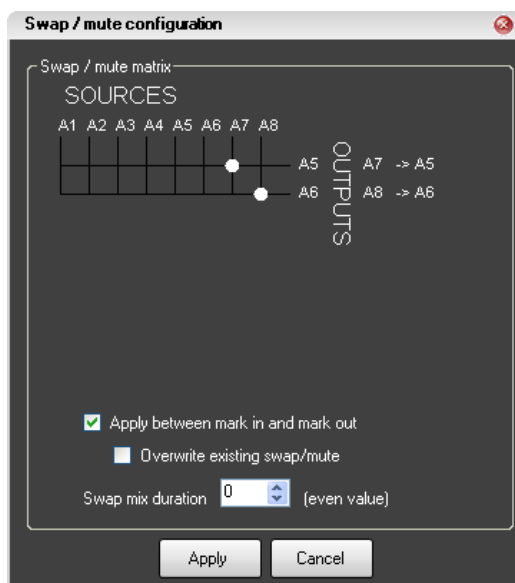 Swap / mute configuration
Swap / mute matrix
SOURCES
A1 A2 A3 A4 A5 A6 A7 A8
A5
A6
OUTPUTS
A7 -> A5
A8 -> A6
Apply between mark in and mark out
Overwrite existing swap/mute
Swap mix duration 0 (even value)
Apply Cancel